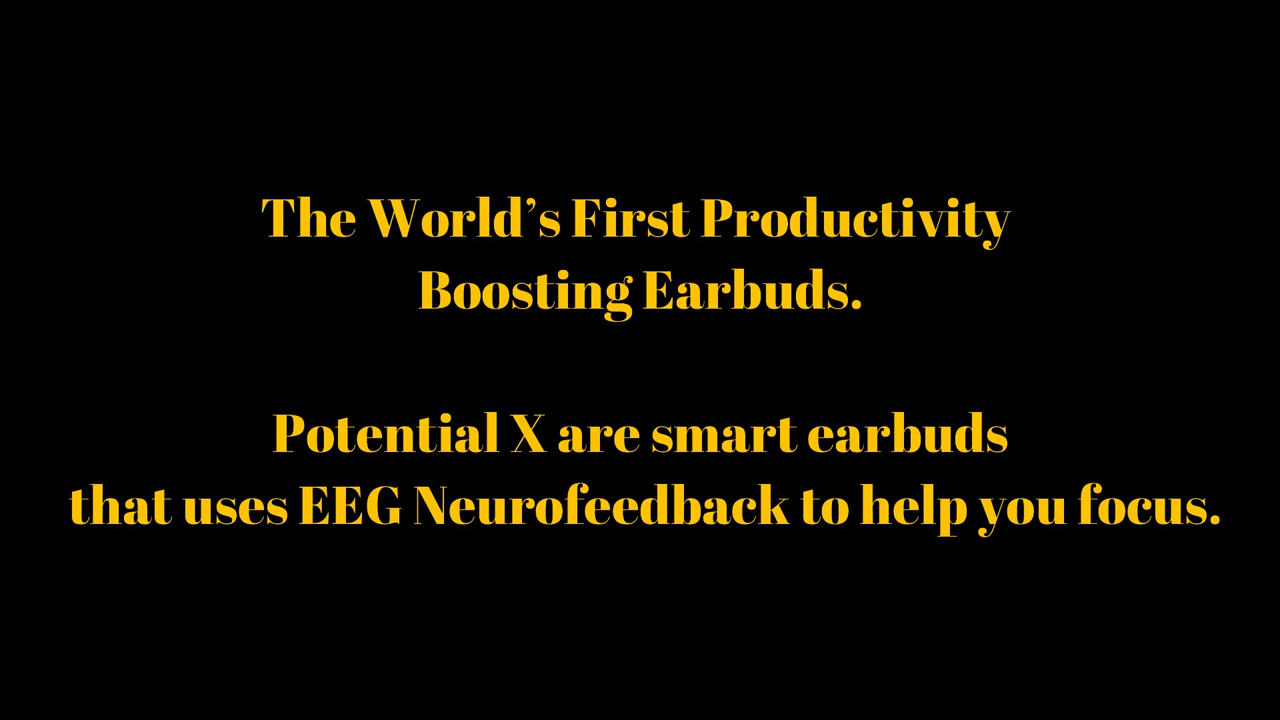 The World’s First Productivity
Boosting Earbuds.
Potential X are smart earbuds
that uses EEG Neurofeedback to help you focus.